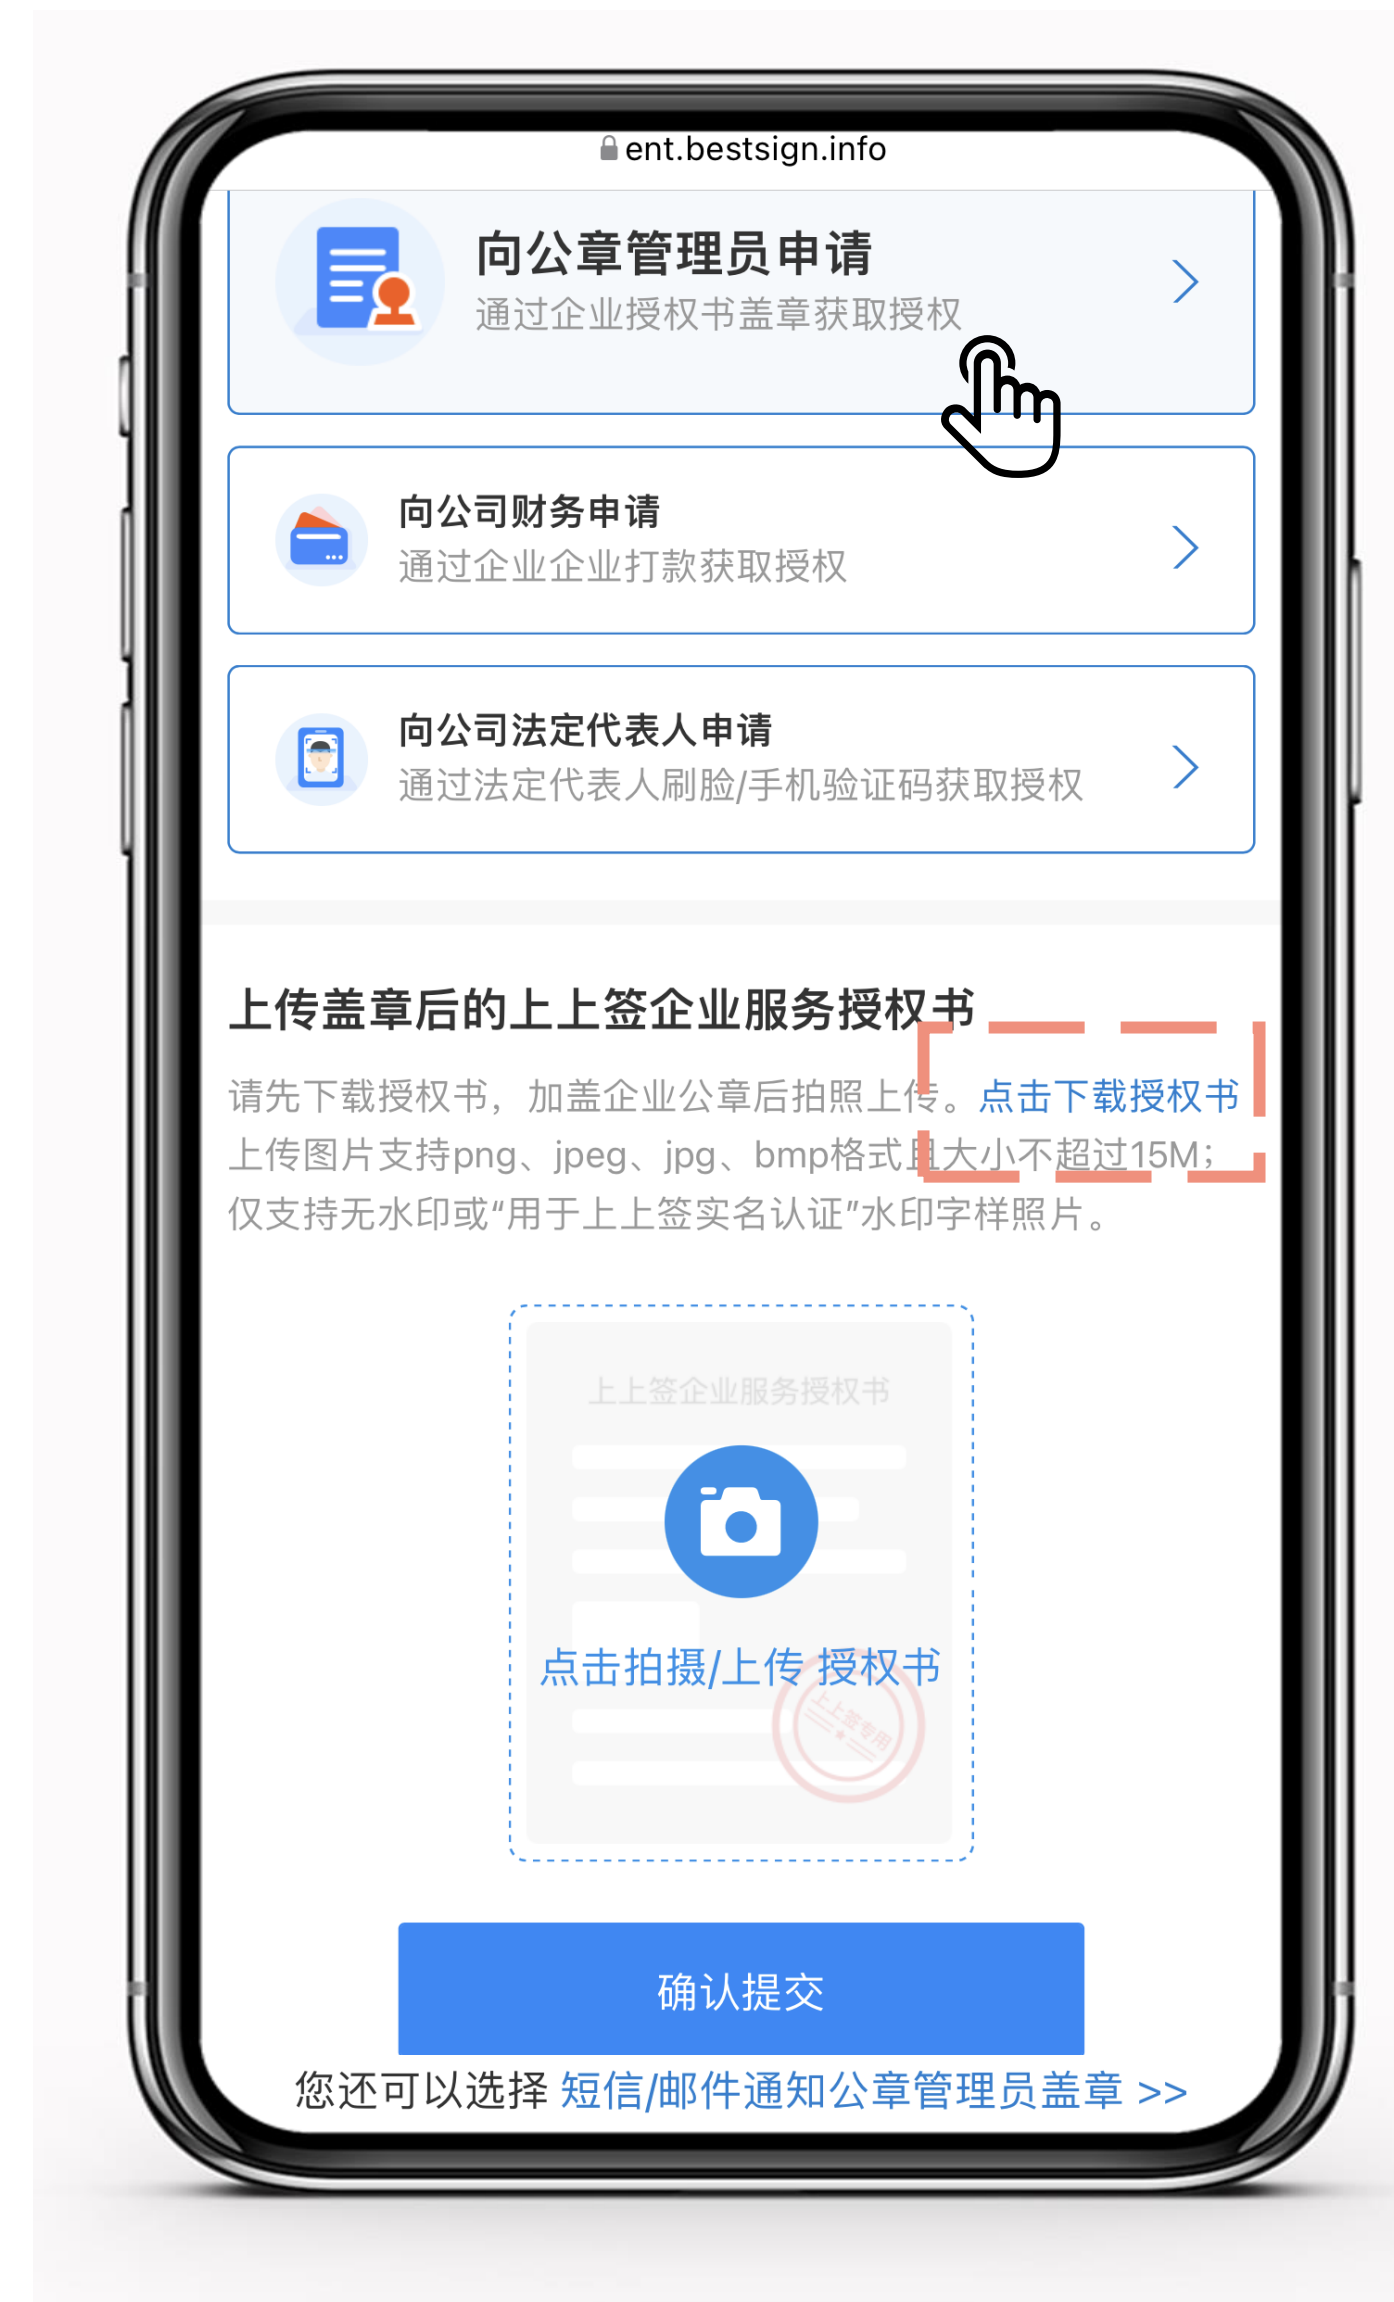 ent.bestsign.info
向公章管理员申请
通过企业授权书盖章获取授权
向公司财务申请
通过企业企业打款获取授权
向公司法定代表人申请
通过法定代表人刷脸/手机验证码获取授权
上传盖章后的上上签企业服务授权书
请先下载授权书，加盖企业公章后拍照上传。点击下载授权书
上传图片支持png、jpeg、jpg、bmp格式且大小不超过15M；
仅支持无水印或“用于上上签实名认证”水印字样照片。
上上签企业服务授权书
点击拍摄/上传 授权书
上上签专用
确认提交
您还可以选择 短信/邮件通知公章管理员盖章 >>